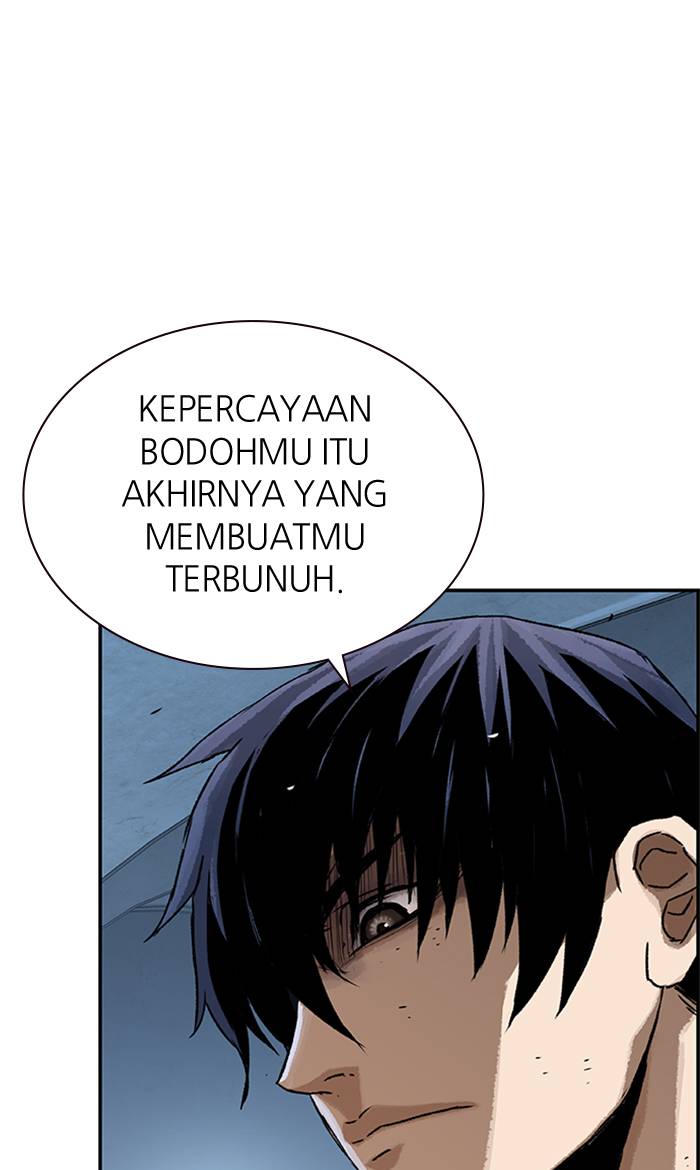 KEPERCAYAAN
BODOHMU ITU
AKHIRNYA YANG
MEMBUATMU
TERBUNUH.